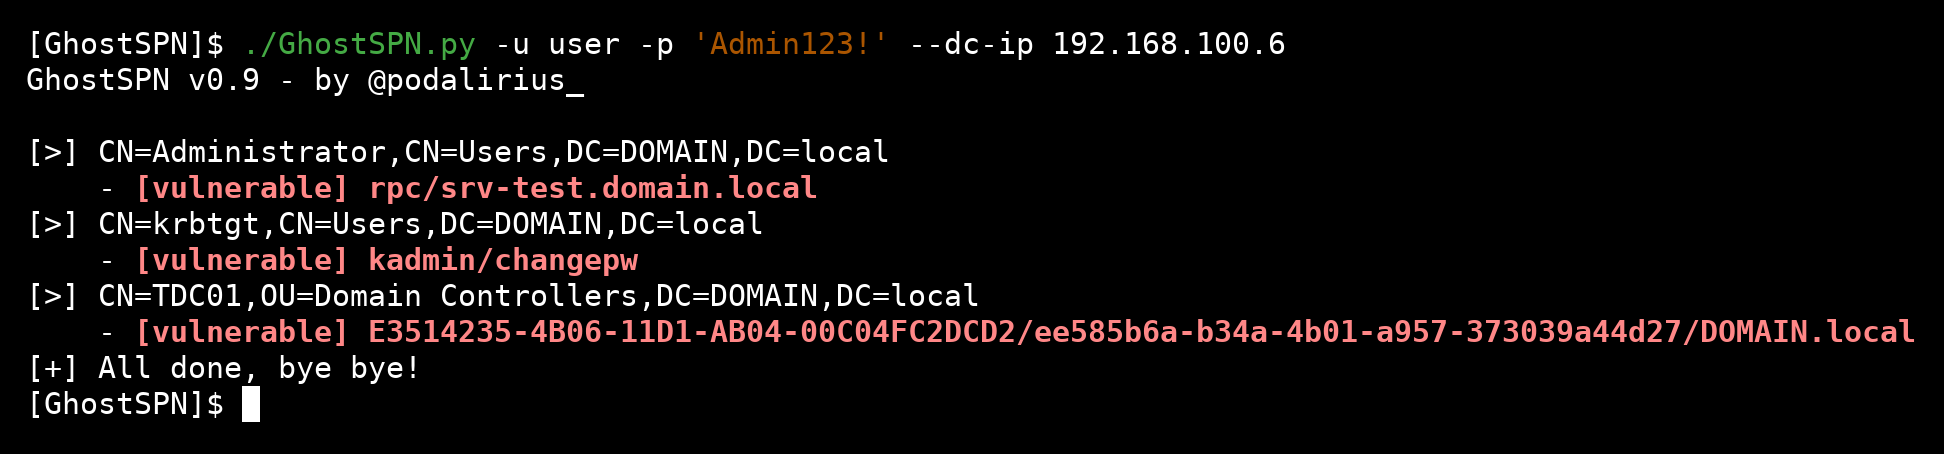 [GhostSPN]$ ./GhostSPN.py -u user -p 'Admin123!' --dc-ip 192.168.100.6
GhostSPN v0.9 - by @podalirius_
[>] CN=Administrator,CN=Users,DC=DOMAIN,DC=local
    - [vulnerable] rpc/srv-test.domain.local
[>] CN=krbtgt,CN=Users,DC=DOMAIN,DC=local
    - [vulnerable] kadmin/changepw
[>] CN=TDC01,OU=Domain Controllers,DC=DOMAIN,DC=local
    - [vulnerable] E3514235-4B06-11D1-AB04-00C04FC2DCD2/ee585b6a-b34a-4b01-a957-373039a44d27/DOMAIN.local
[+] All done, bye bye!
[GhostSPN]$